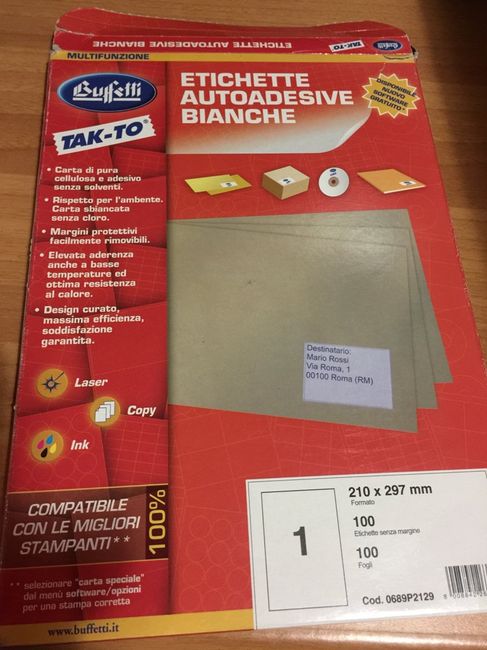 ETICHETTE AUTOADESIVE BIANCHE
TAK-TO®
Buffetti
MULTIFUNZIONE
Buffetti
TAK-TO®
ETICHETTE
AUTOADESIVE
BIANCHE
DISPONIBILE
NUOVO
SOFTWARE
GRATUITO*
• Carta di pura
cellulosa e adesivo
senza solventi.
• Rispetto per l'ambente.
Carta sbiancata
senza cloro.
• Margini protettivi
facilmente rimovibili.
• Elevata aderenza
anche a basse
temperature ed
ottima resistenza
al calore.
• Design curato,
massima efficienza,
soddisfazione
garantita.
Destinatario:
Mario Rossi
Via Roma, 1
00100 Roma (RM)
Laser
Copy
Ink
COMPATIBILE
CON LE MIGLIORI
STAMPANTI**
100%
** selezionare "carta speciale"
dal menù software/opzioni
per una stampa corretta
www.buffetti.it
1
210 x 297 mm
Formato
100
Etichette senza margine
100
Fogli
Cod. 0689P2129